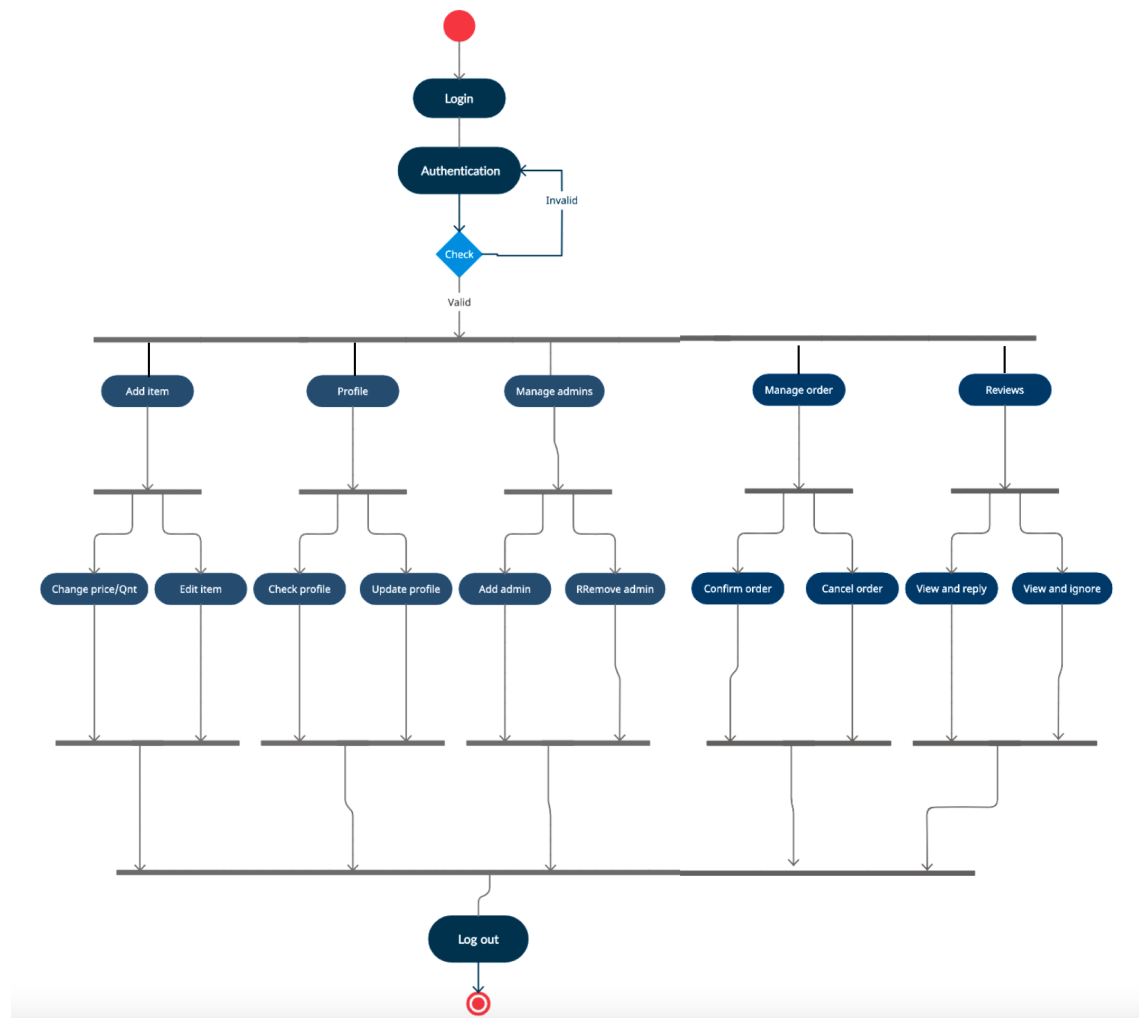 Login
Authentication
Invalid
Check
Valid
Add item
Profile
Manage admins
Manage order
Reviews
Change price/Qnt
Edit item
Check profile
Update profile
Add admin
RRemove admin
Confirm order
Cancel order
View and reply
View and ignore
Log out